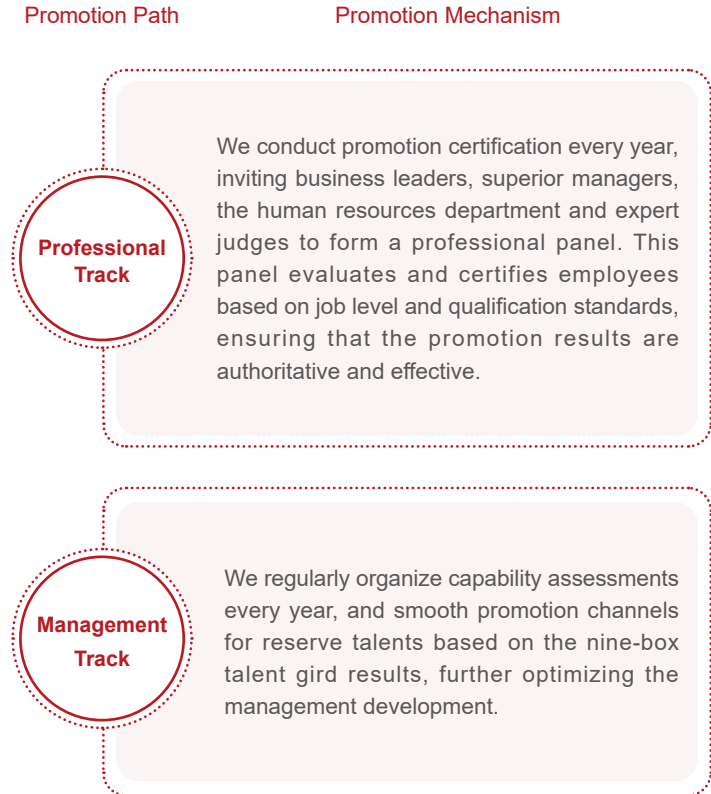 Promotion Path
Promotion Mechanism
Professional
Track
We conduct promotion certification every year,
inviting business leaders, superior managers,
the human resources department and expert
judges to form a professional panel. This
panel evaluates and certifies employees
based on job level and qualification standards,
ensuring that the promotion results are
authoritative and effective.
Management
Track
We regularly organize capability assessments
every year, and smooth promotion channels
for reserve talents based on the nine-box
talent gird results, further optimizing the
management development.